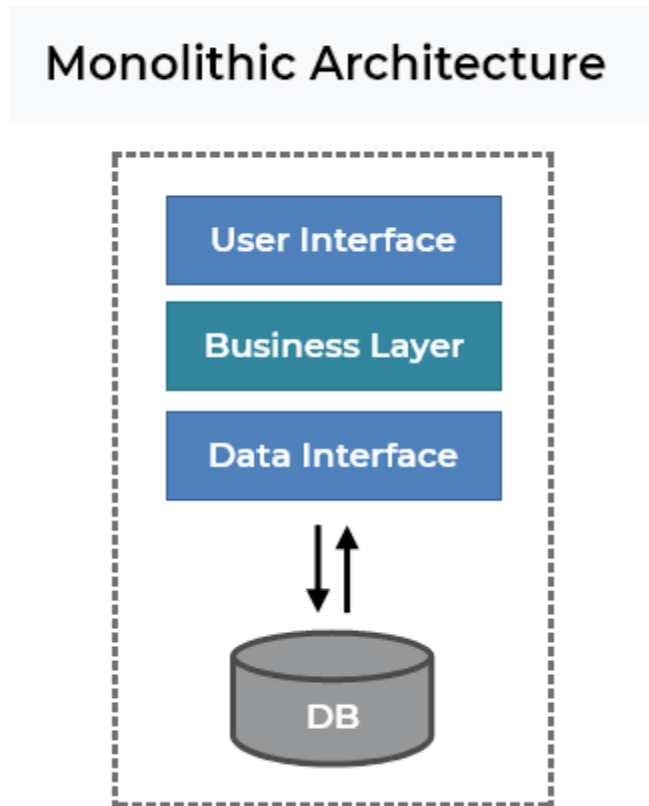 Monolithic Architecture
User Interface
Business Layer
Data Interface
DB